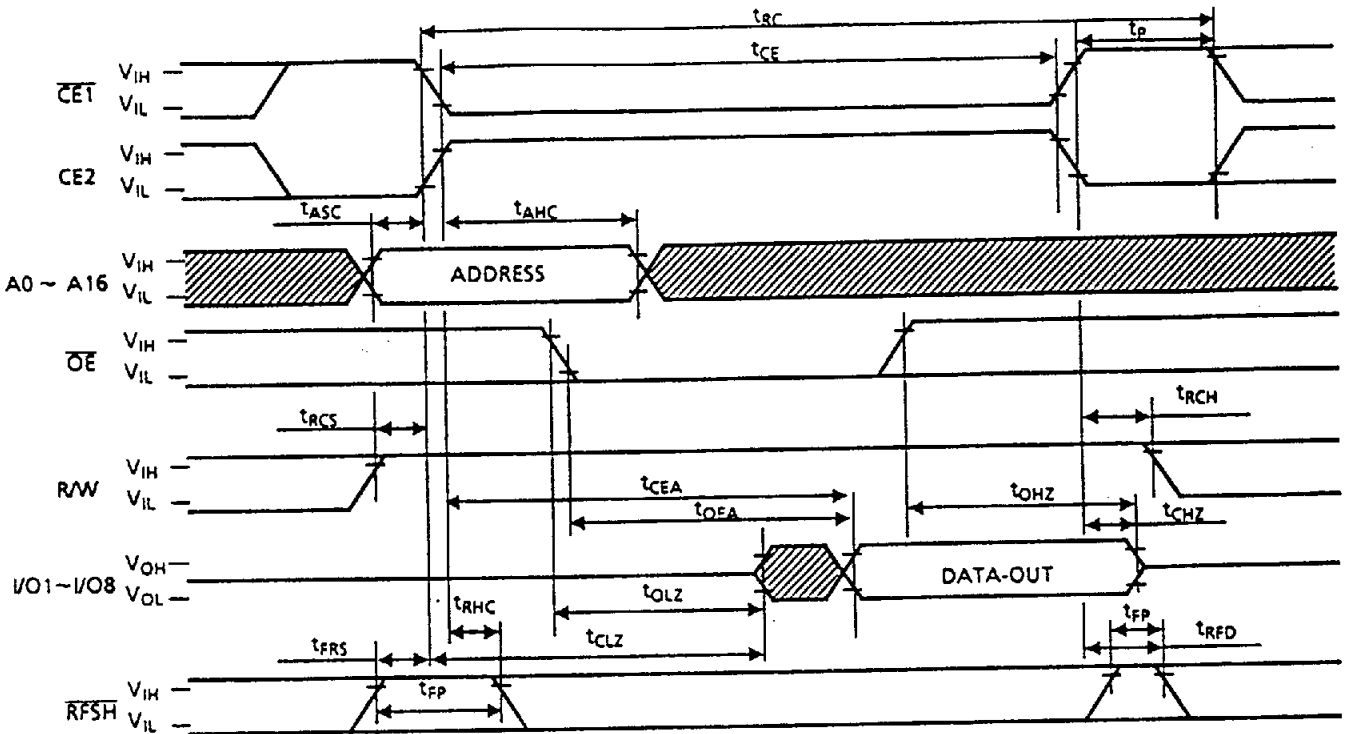 tRC
tP
tCE
CE1
VIH
VIL
CE2
VIH
VIL
tASC
tAHC
A0 ~ A16
VIH
VIL
ADDRESS
OE
VIH
VIL
tRCS
tRCH
R/W
VIH
VIL
tCEA
tOHZ
tOEA
tCHZ
I/O1~I/O8
VOH
VOL
DATA-OUT
tRHC
tOLZ
tFP
tFRS
tCLZ
tRFD
RFSH
VIH
VIL
tFP